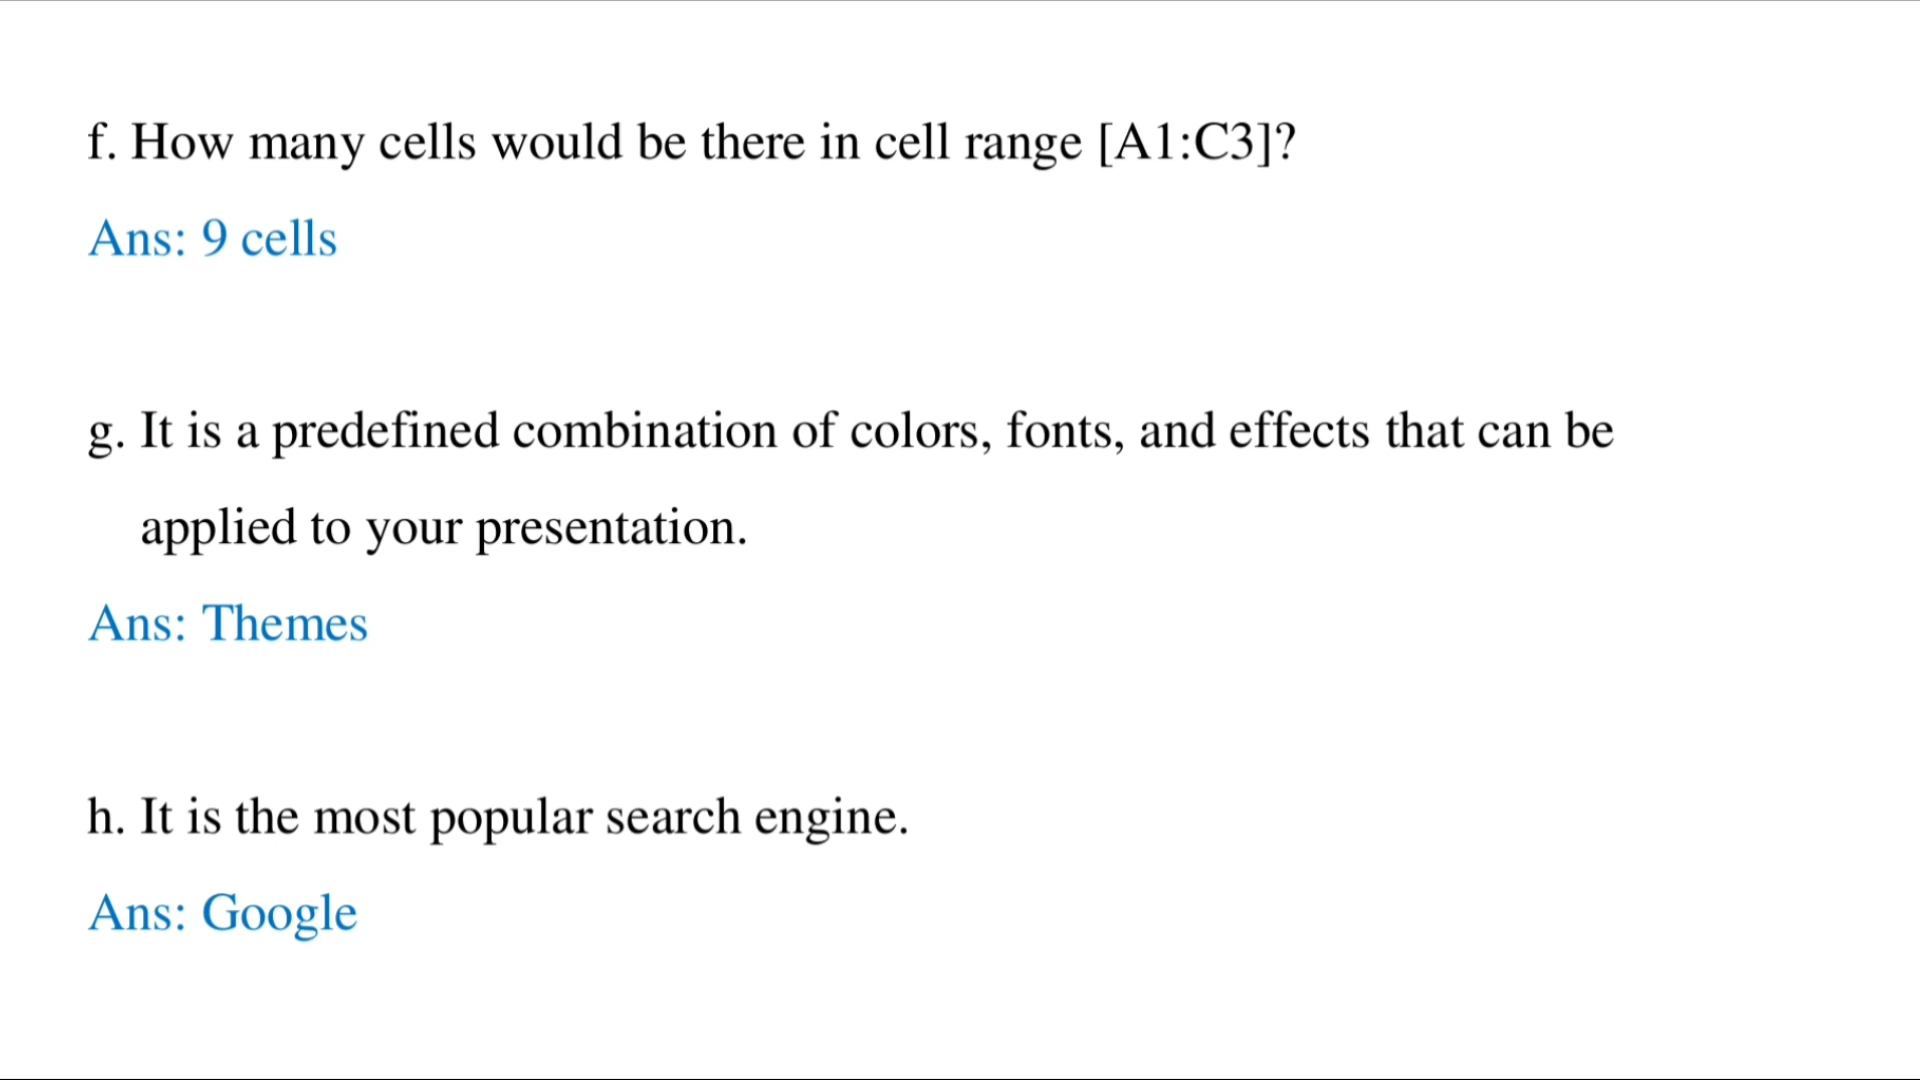 f. How many cells would be there in cell range [A1:C3]?
Ans: 9 cells
g. It is a predefined combination of colors, fonts, and effects that can be
applied to your presentation.
Ans: Themes
h. It is the most popular search engine.
Ans: Google